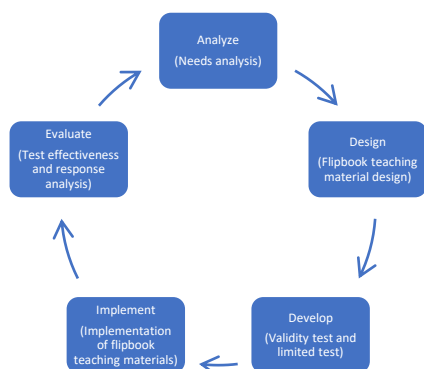 Analyze
(Needs analysis)
Design
(Flipbook teaching
material design)
Develop
(Validity test and
limited test)
Implement
(Implementation
of flipbook
teaching materials)
Evaluate
(Test effectiveness
and response
analysis)